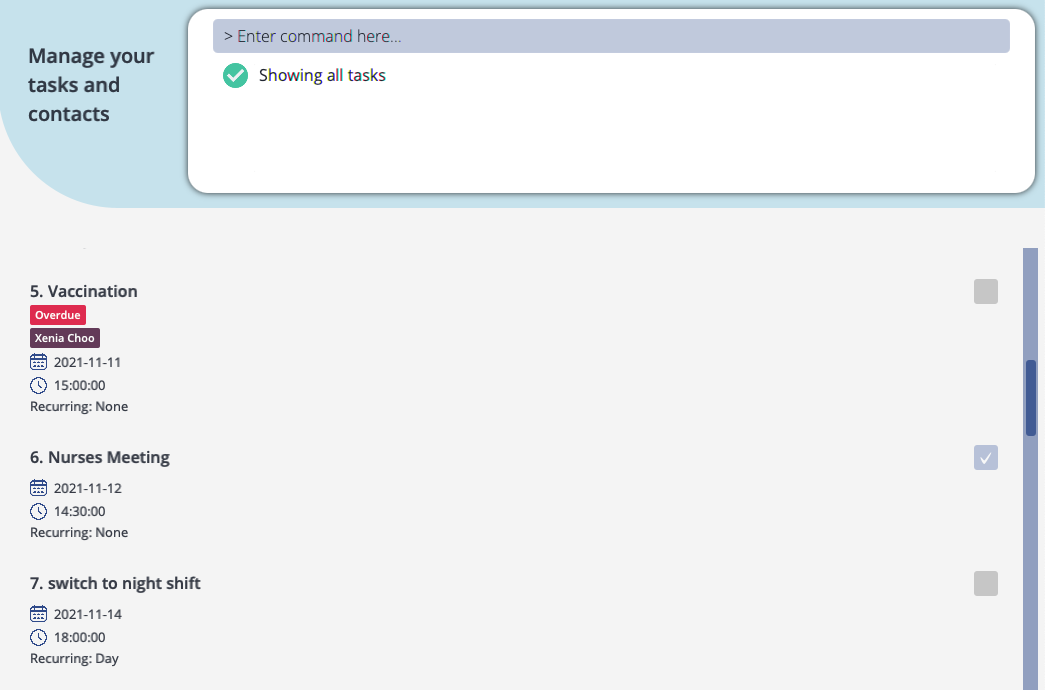 Manage your
tasks and
contacts
> Enter command here...
Showing all tasks
5. Vaccination
Overdue
Xenia Choo
2021-11-11
15:00:00
Recurring: None
6. Nurses Meeting
2021-11-12
14:30:00
Recurring: None
7. switch to night shift
2021-11-14
18:00:00
Recurring: Day